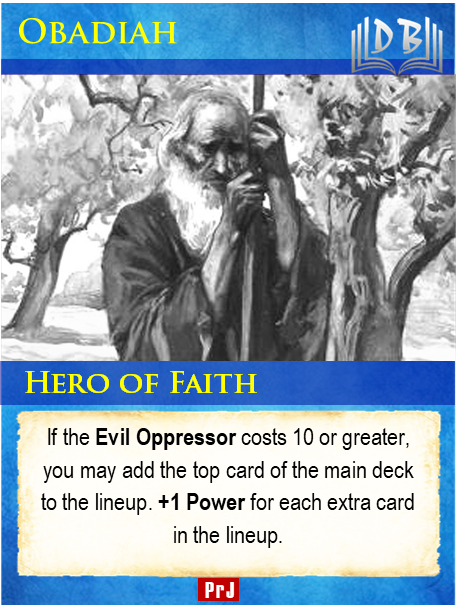 Obadiah
DB
Hero of Faith
If the Evil Oppressor costs 10 or greater,
you may add the top card of the main deck
to the lineup. +1 Power for each extra card
in the lineup.
PrJ